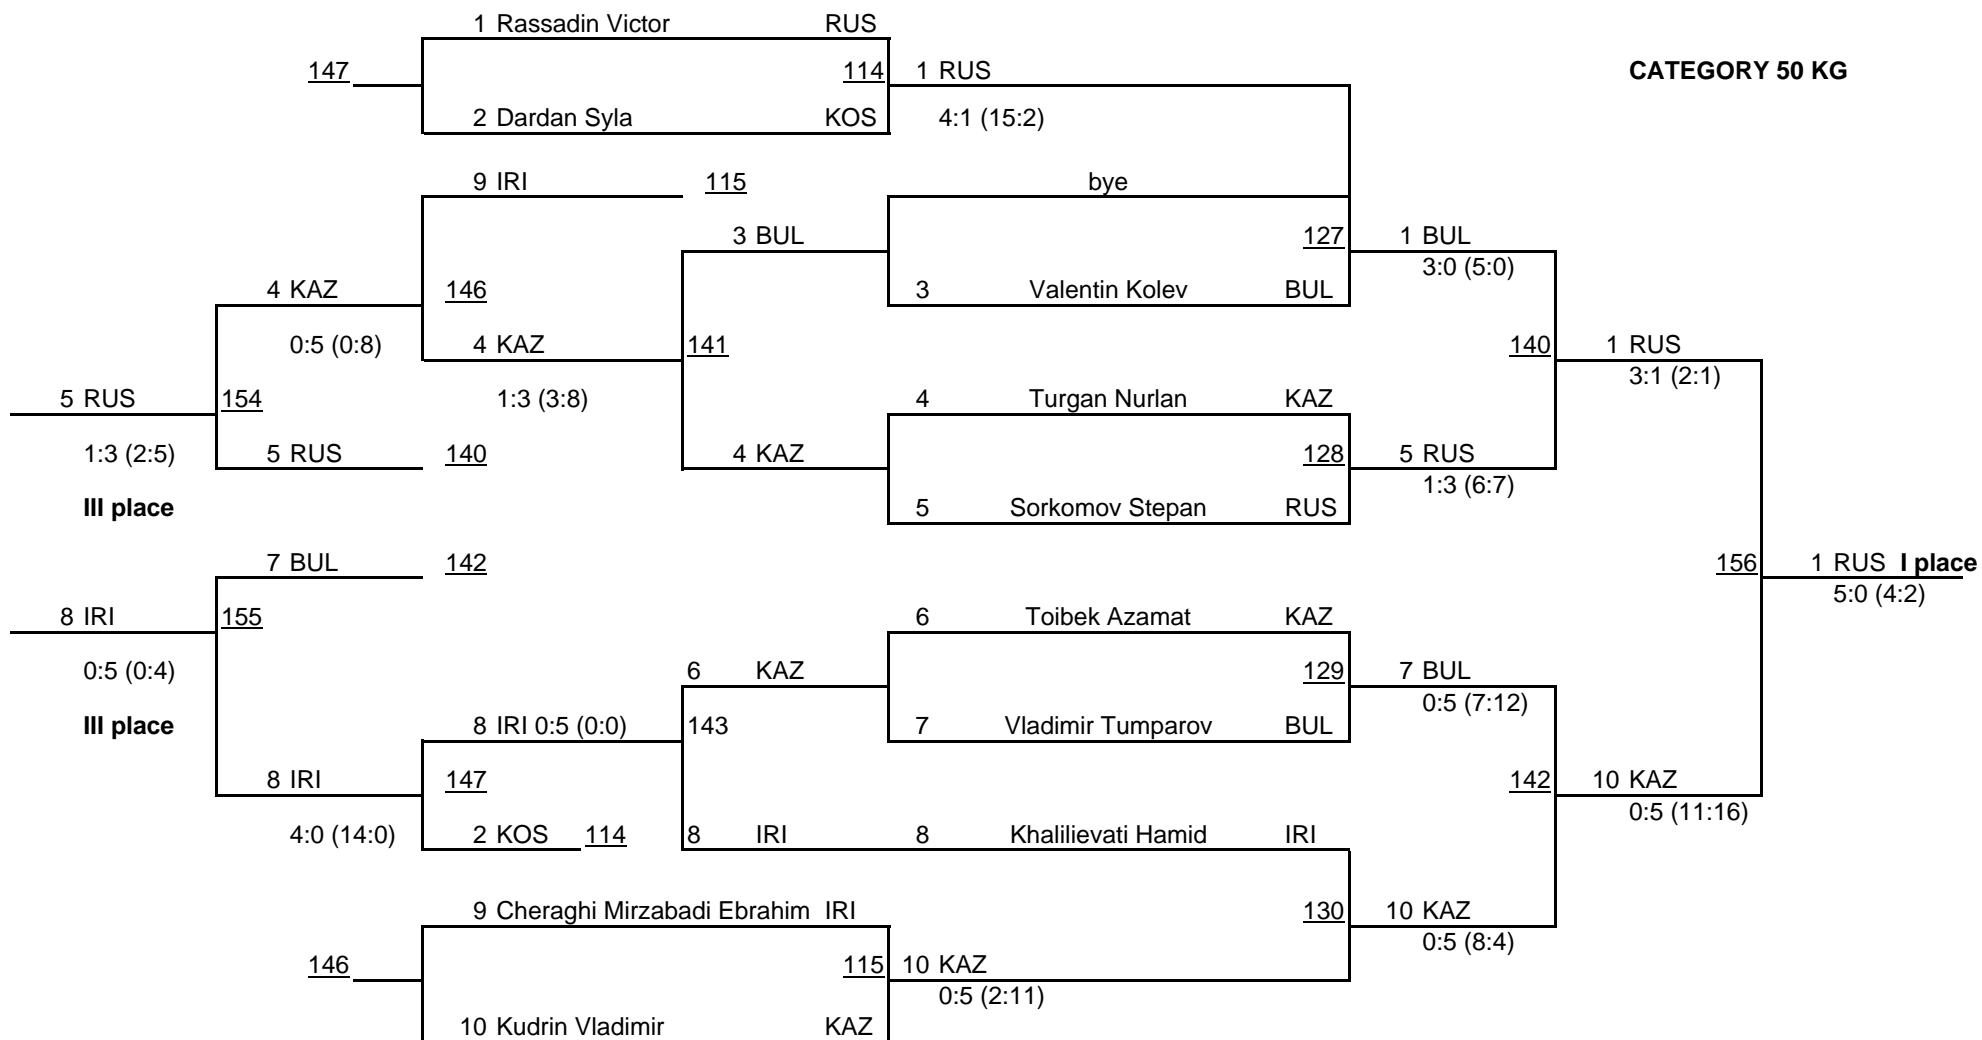 1 Rassadin Victor RUS
147 114 1 RUS CATEGORY 50 KG
2 Dardan Syla KOS 4:1 (15:2)
9 IRI 115 bye
3 BUL 127 1 BUL
3:0 (5:0)
4 KAZ 146 3 Valentin Kolev BUL
0:5 (0:8) 4 KAZ 141 140 1 RUS
3:1 (2:1)
5 RUS 154 1:3 (3:8) 4 Turgan Nurlan KAZ
1:3 (2:5) 5 RUS 140 4 KAZ 128 5 RUS
1:3 (6:7)
III place 5 Sorkomov Stepan RUS
7 BUL 142 156 1 RUS I place
5:0 (4:2)
8 IRI 155 6 Toibek Azamat KAZ
0:5 (0:4) 6 KAZ 129 7 BUL
0:5 (7:12)
III place 8 IRI 0:5 (0:0) 143 7 Vladimir Tumparov BUL
8 IRI 147 142 10 KAZ
0:5 (11:16)
4:0 (14:0) 2 KOS 114 8 IRI 8 Khalilievati Hamid IRI
9 Cheraghi Mirzabadi Ebrahim IRI 130 10 KAZ
0:5 (8:4)
146 115 10 KAZ
0:5 (2:11)
10 Kudrin Vladimir KAZ